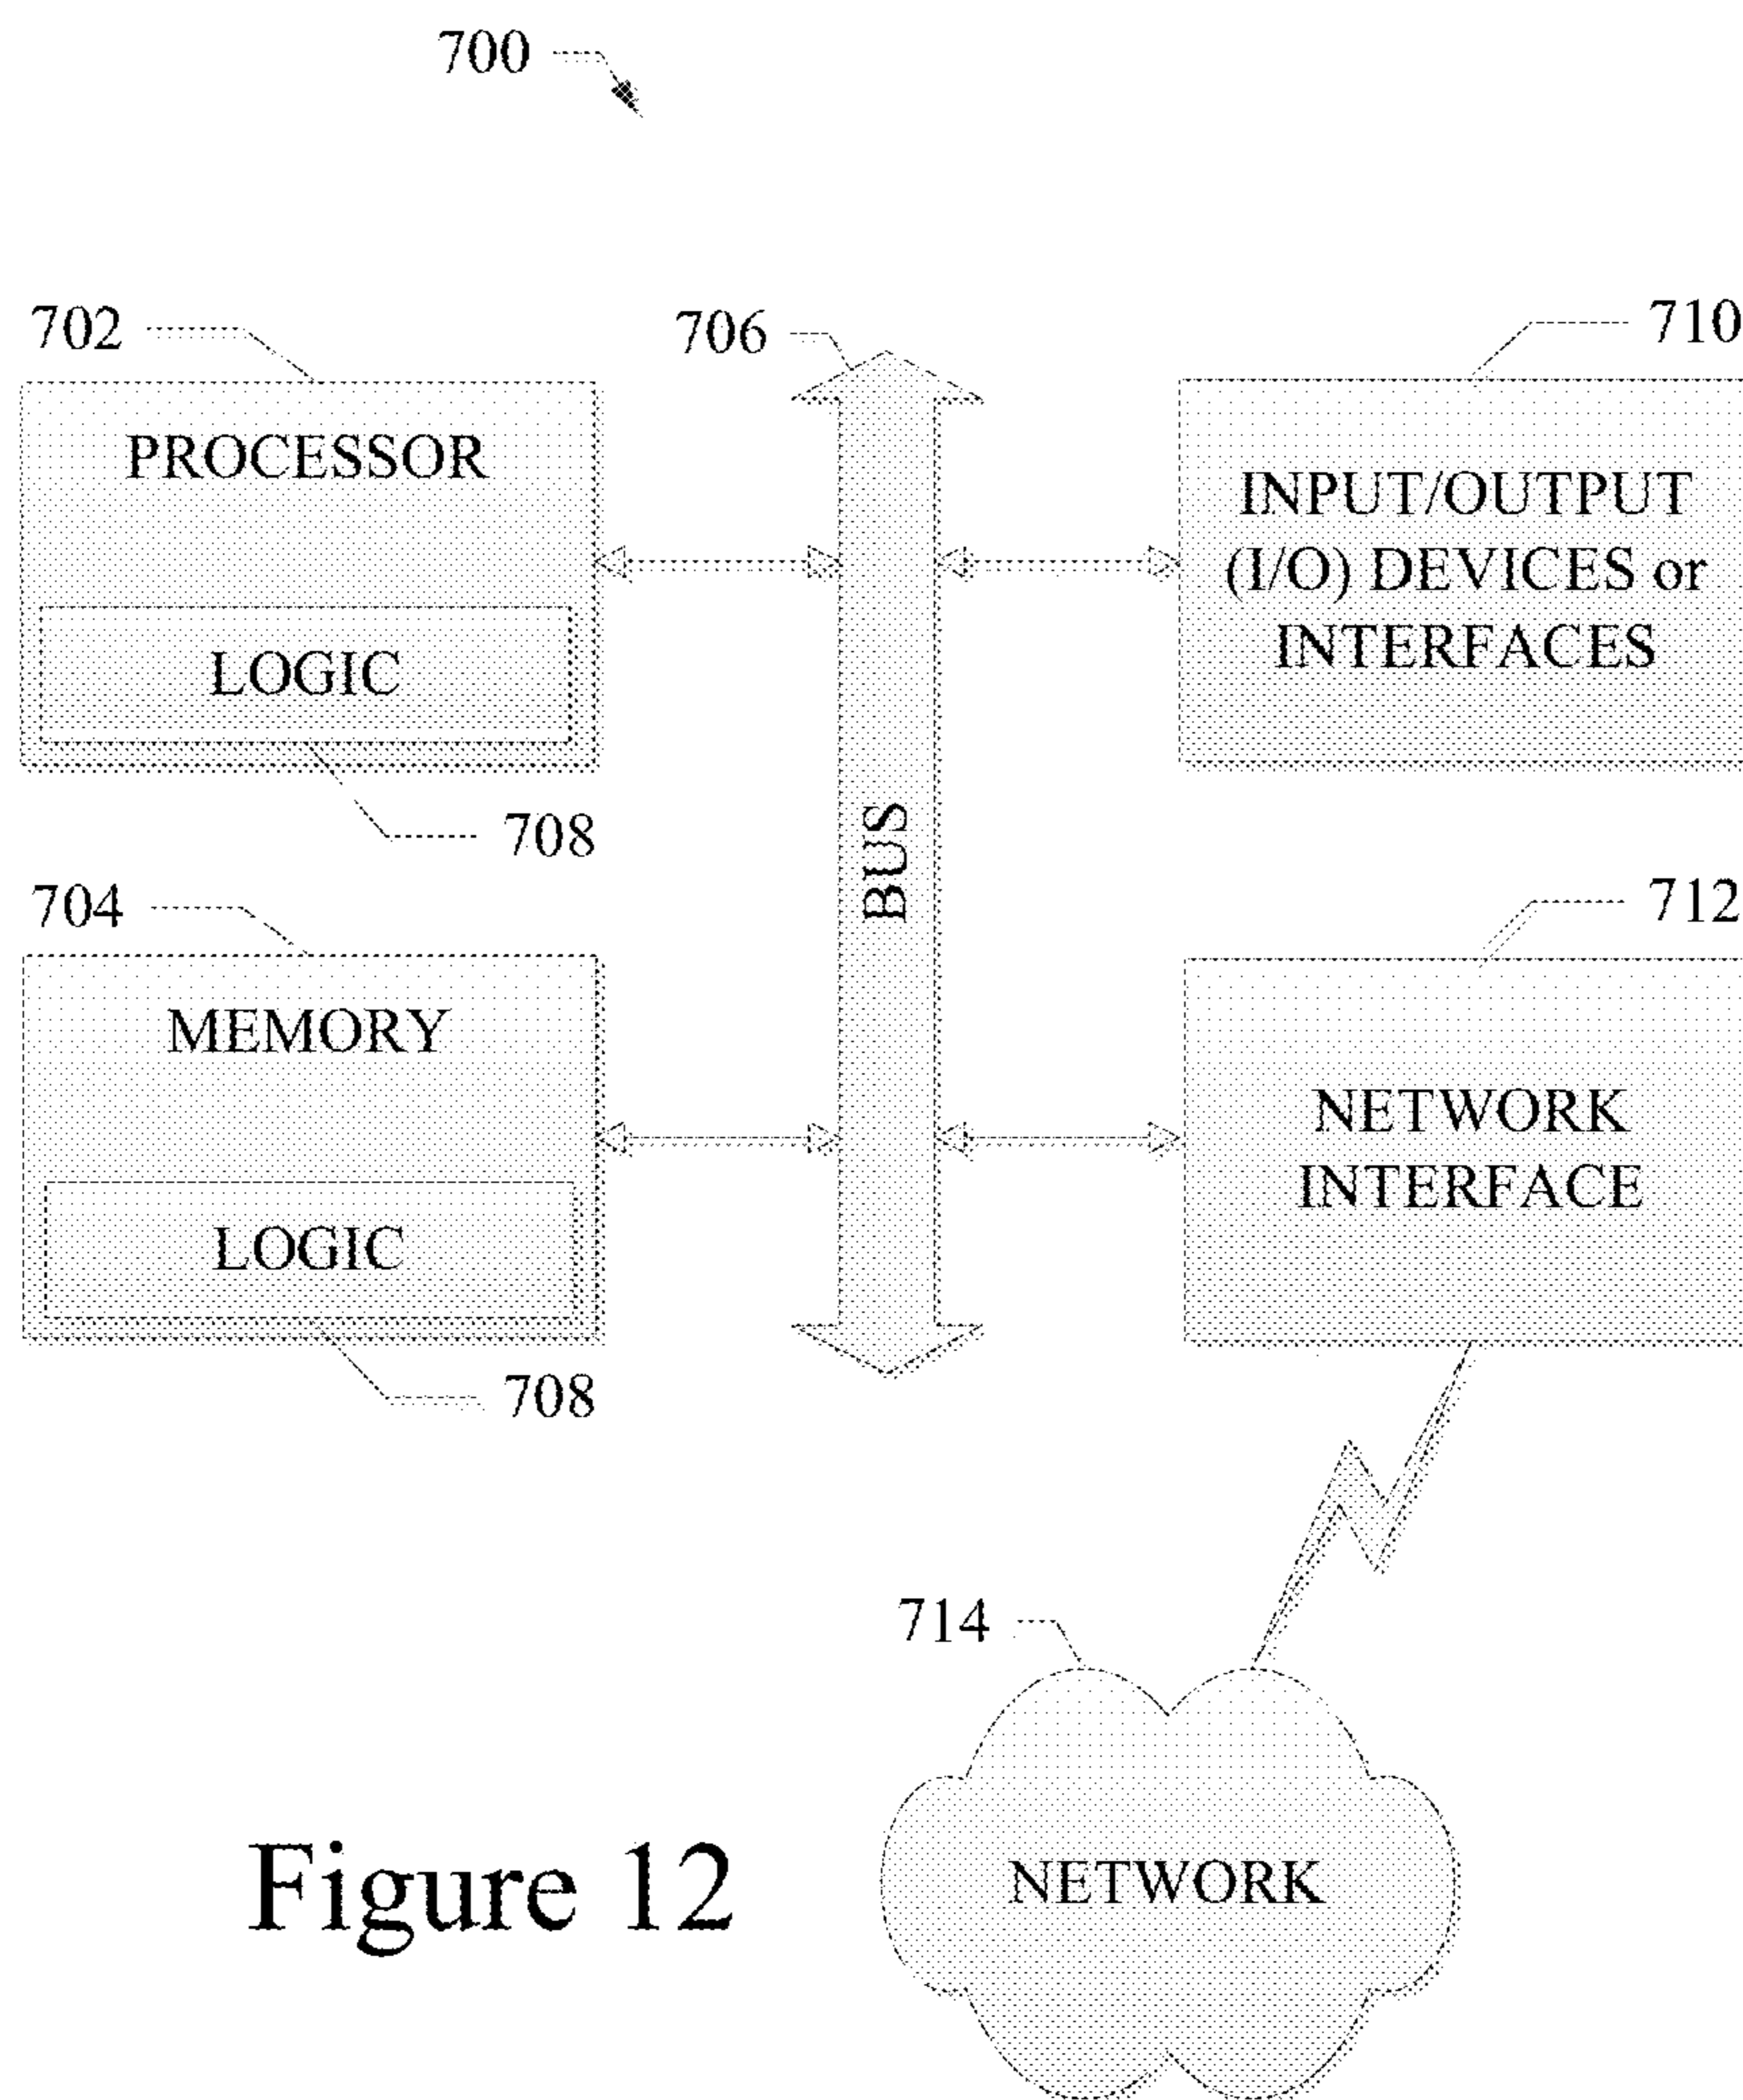 700
702
706
710
PROCESSOR
LOGIC
708
INPUT/OUTPUT
(I/O) DEVICES or
INTERFACES
BUS
704
712
MEMORY
LOGIC
708
NETWORK
INTERFACE
714
NETWORK
Figure 12